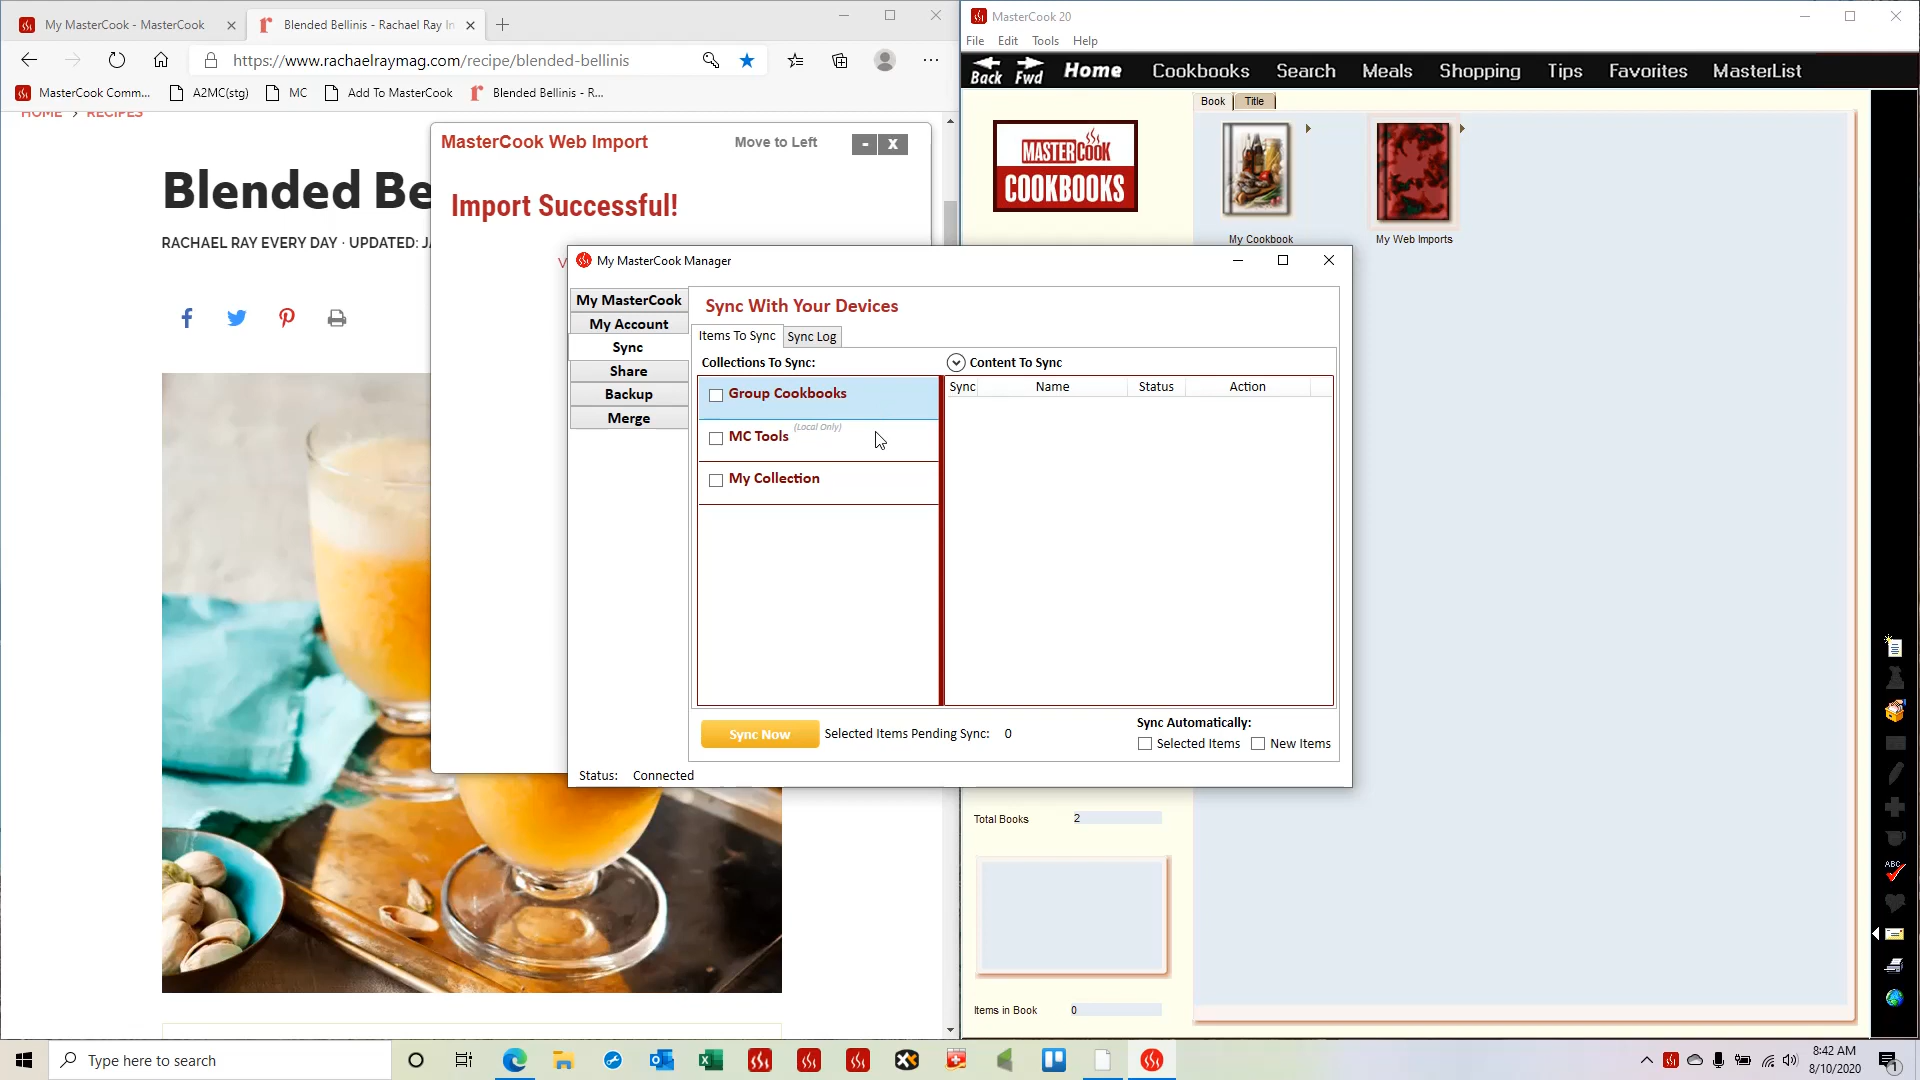 My MasterCook - MasterCook
Blended Bellinis - Rachael Ray In
https://www.rachaelraymag.com/recipe/blended-bellinis
MasterCook Comm...
A2MC(stg)
MC
Add To MasterCook
Blended Bellinis - R...
HOME > RECIPES
Blended Be
RACHAEL RAY EVERY DAY · UPDATED: J
MasterCook Web Import
Move to Left
- X
Import Successful!
V
MasterCook 20
File Edit Tools Help
Back Fwd Home Cookbooks Search Meals Shopping Tips Favorites MasterList
Book Title
MASTERCOOK
COOKBOOKS
My Cookbook
My Web Imports
My MasterCook Manager
My MasterCook
My Account
Sync
Share
Backup
Merge
Sync With Your Devices
Items To Sync
Sync Log
Collections To Sync:
Content To Sync
Group Cookbooks
MC Tools (Local Only)
My Collection
Sync Name Status Action
Sync Now
Selected Items Pending Sync: 0
Sync Automatically:
Selected Items
New Items
Status: Connected
Total Books 2
Items in Book 0
ABC
Type here to search
8:42 AM
8/10/2020
1